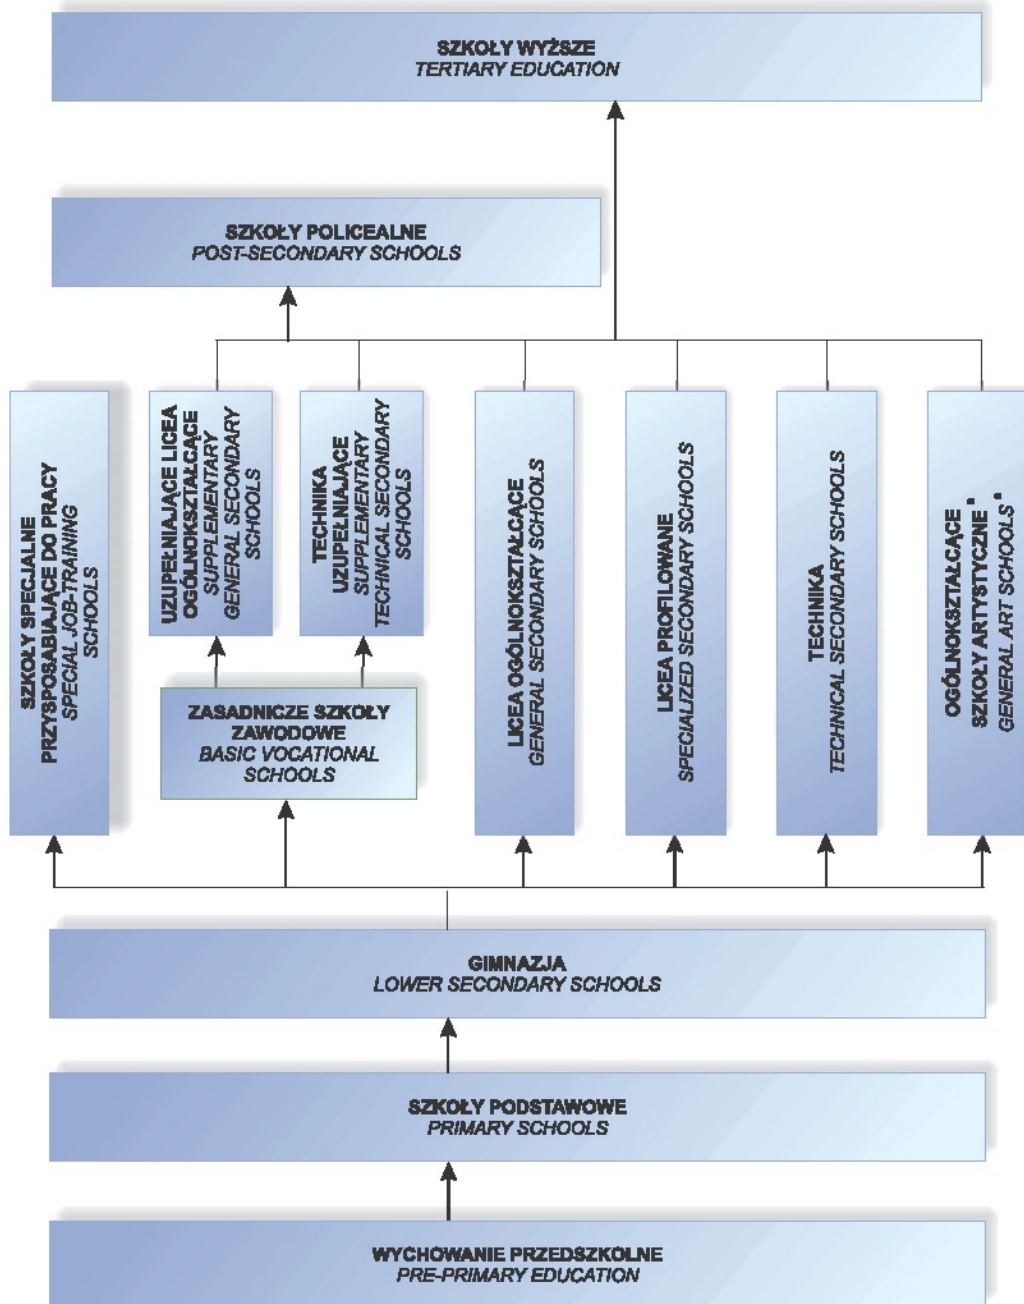 SZKOŁY WYŻSZE
TERTIARY EDUCATION
SZKOŁY POLICEALNE
POST-SECONDARY SCHOOLS
SZKOŁY SPECJALNE
PRZYSPOSABIAJĄCE DO PRACY
SPECIAL JOB-TRAINING
SCHOOLS
UZUPEŁNIAJĄCE LICEA
OGÓLNOKSZTAŁCĄCE
SUPPLEMENTARY
GENERAL SECONDARY
SCHOOLS
TECHNIKA
UZUPEŁNIAJĄCE
SUPPLEMENTARY
TECHNICAL SECONDARY
SCHOOLS
LICEA OGÓLNOKSZTAŁCĄCE
GENERAL SECONDARY SCHOOLS
LICEA PROFILOWANE
SPECIALIZED SECONDARY SCHOOLS
TECHNIKA
TECHNICAL SECONDARY SCHOOLS
OGÓLNOKSZTAŁCĄCE
SZKOŁY ARTYSTYCZNE a
GENERAL ART SCHOOLS a
ZASADNICZE SZKOŁY
ZAWODOWE
BASIC VOCATIONAL
SCHOOLS
GIMNAZJA
LOWER SECONDARY SCHOOLS
SZKOŁY PODSTAWOWE
PRIMARY SCHOOLS
WYCHOWANIE PRZEDSZKOLNE
PRE-PRIMARY EDUCATION